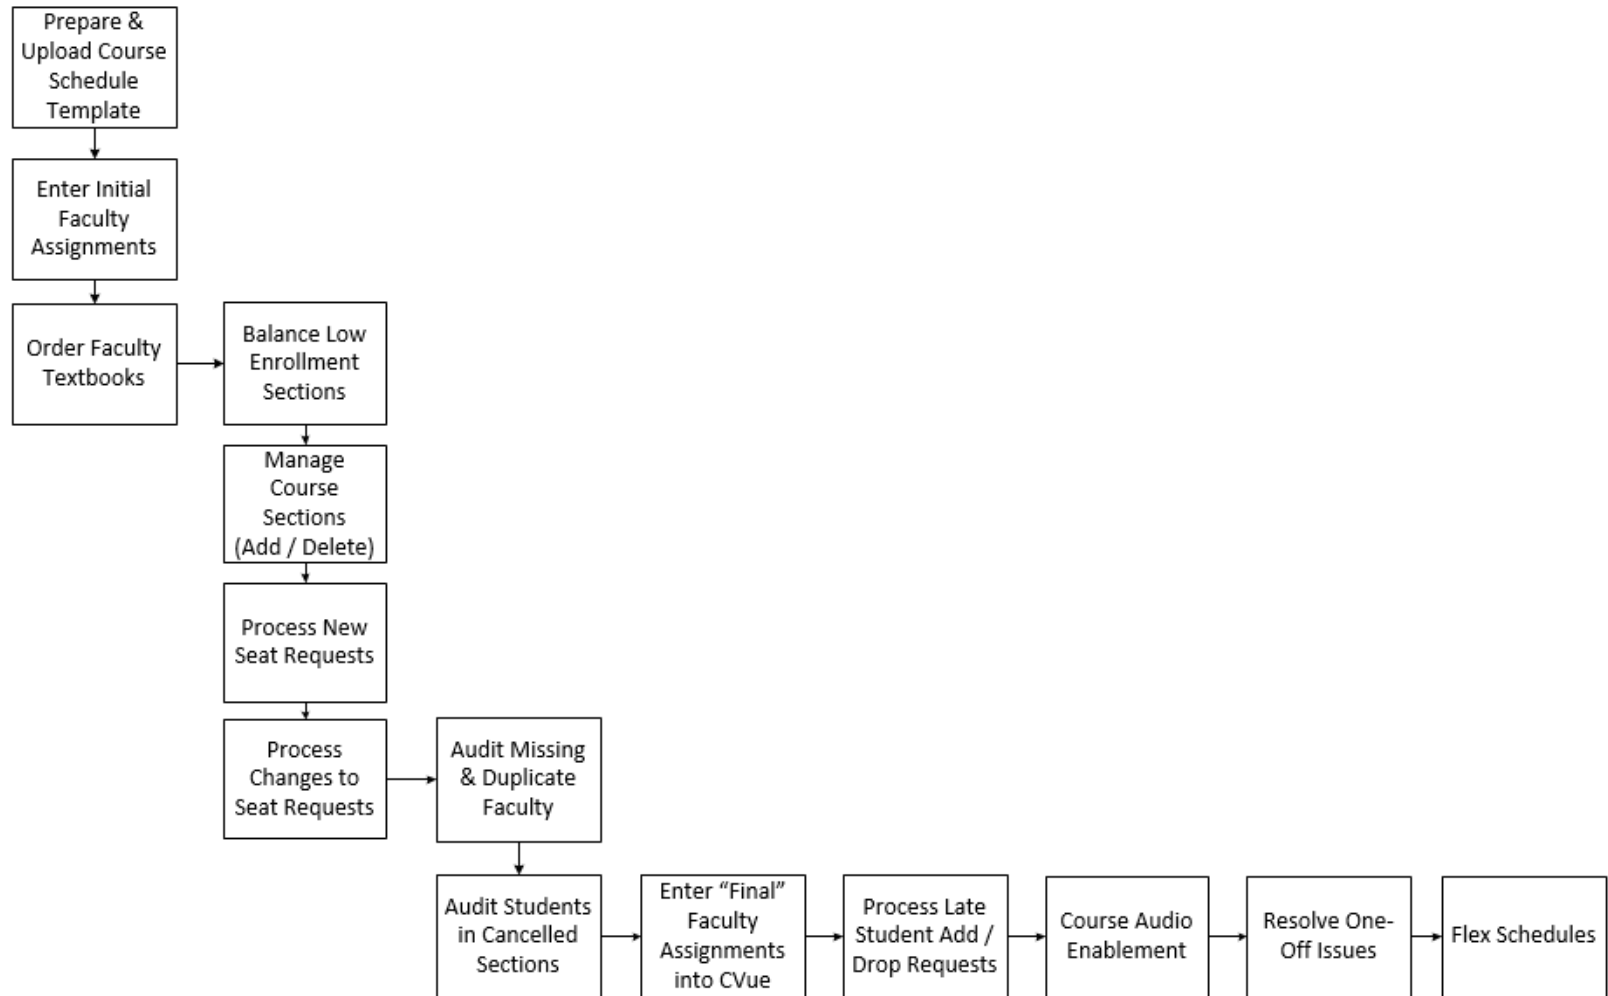 Prepare &
Upload Course
Schedule
Template
Enter Initial
Faculty
Assignments
Order Faculty
Textbooks
Balance Low
Enrollment
Sections
Manage
Course
Sections
(Add / Delete)
Process New
Seat Requests
Process
Changes to
Seat Requests
Audit Missing
& Duplicate
Faculty
Audit Students
in Cancelled
Sections
Enter “Final”
Faculty
Assignments
into CVue
Process Late
Student Add /
Drop Requests
Course Audio
Enablement
Resolve One-
Off Issues
Flex Schedules